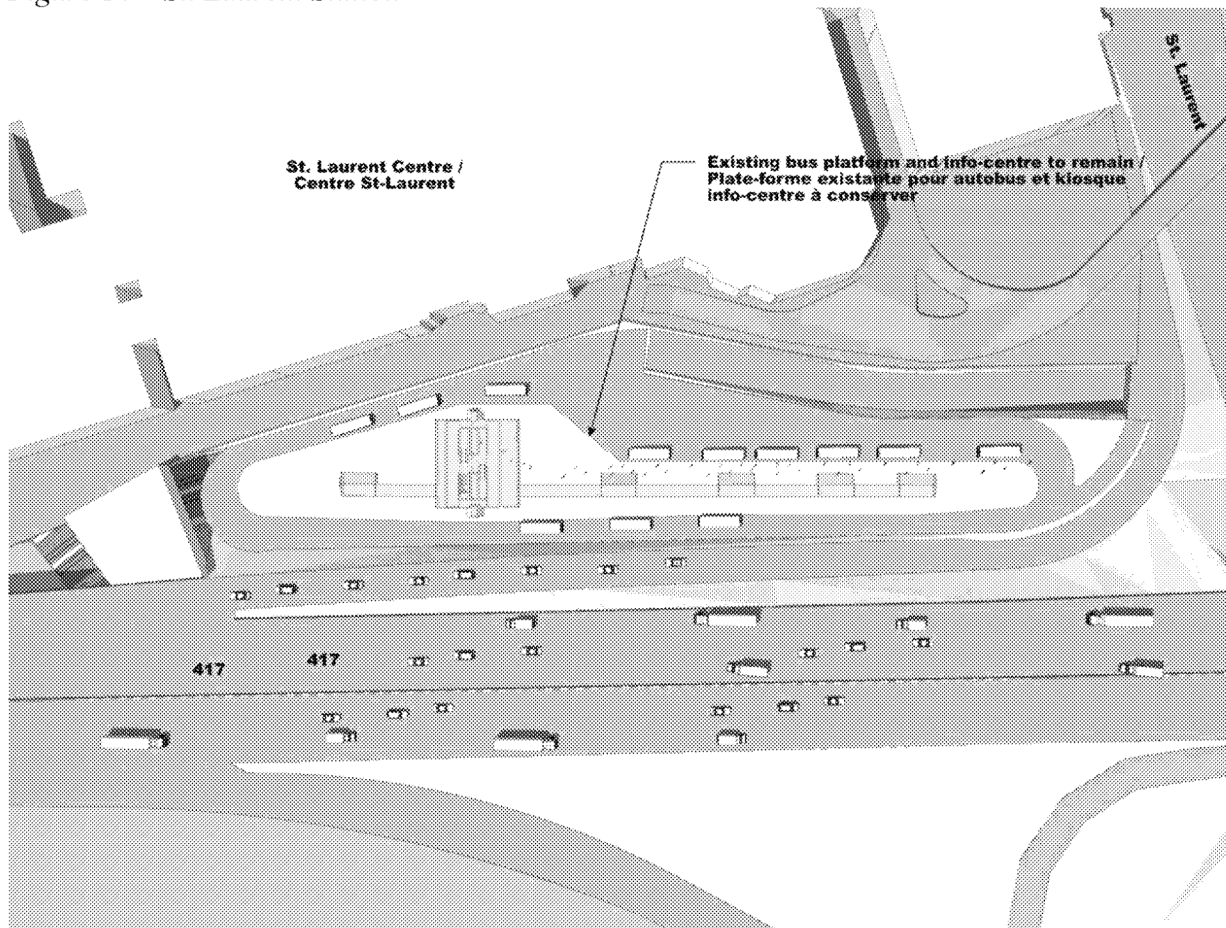 St. Laurent
St. Laurent Centre /
Centre St-Laurent
Existing bus platform and info-centre to remain /
Plate-forme existante pour autobus et kiosque
info-centre à conserver
417
417